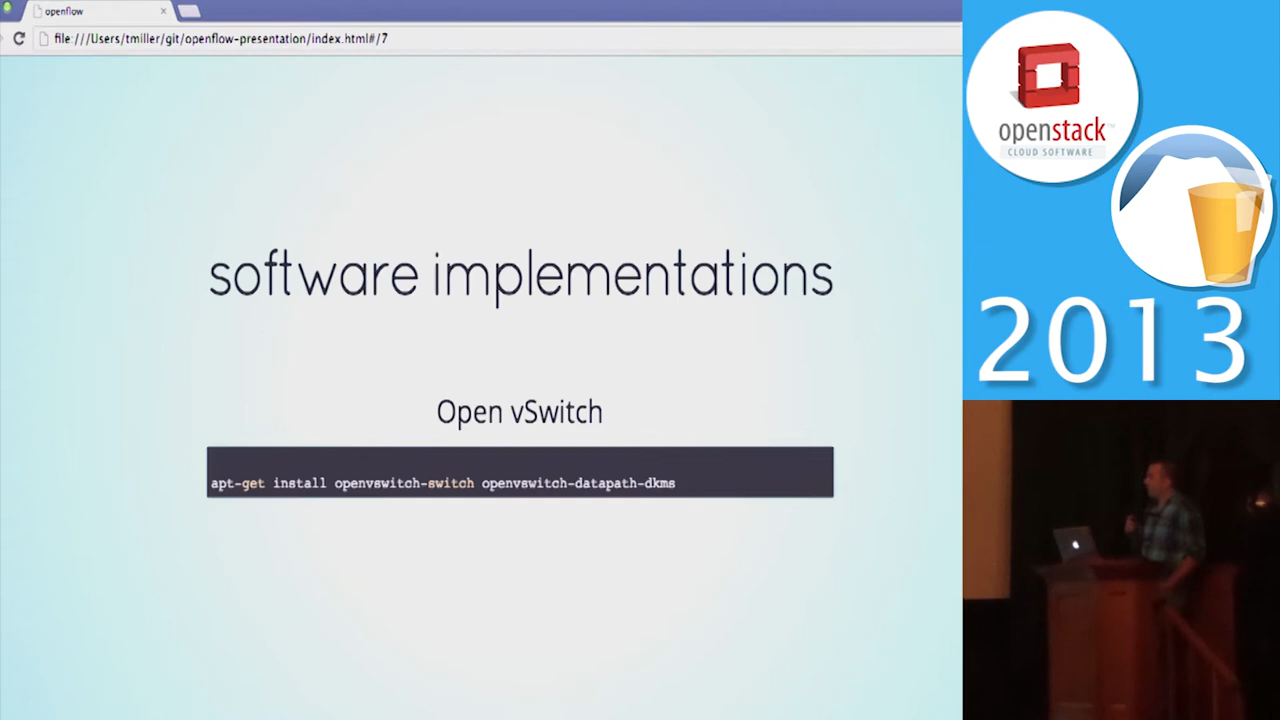 openflow
file:///Users/tmiller/git/openflow-presentation/index.html#/7
software implementations
Open vSwitch
apt-get install openvswitch-switch openvswitch-datapath-dkms
openstack™
CLOUD SOFTWARE
2013